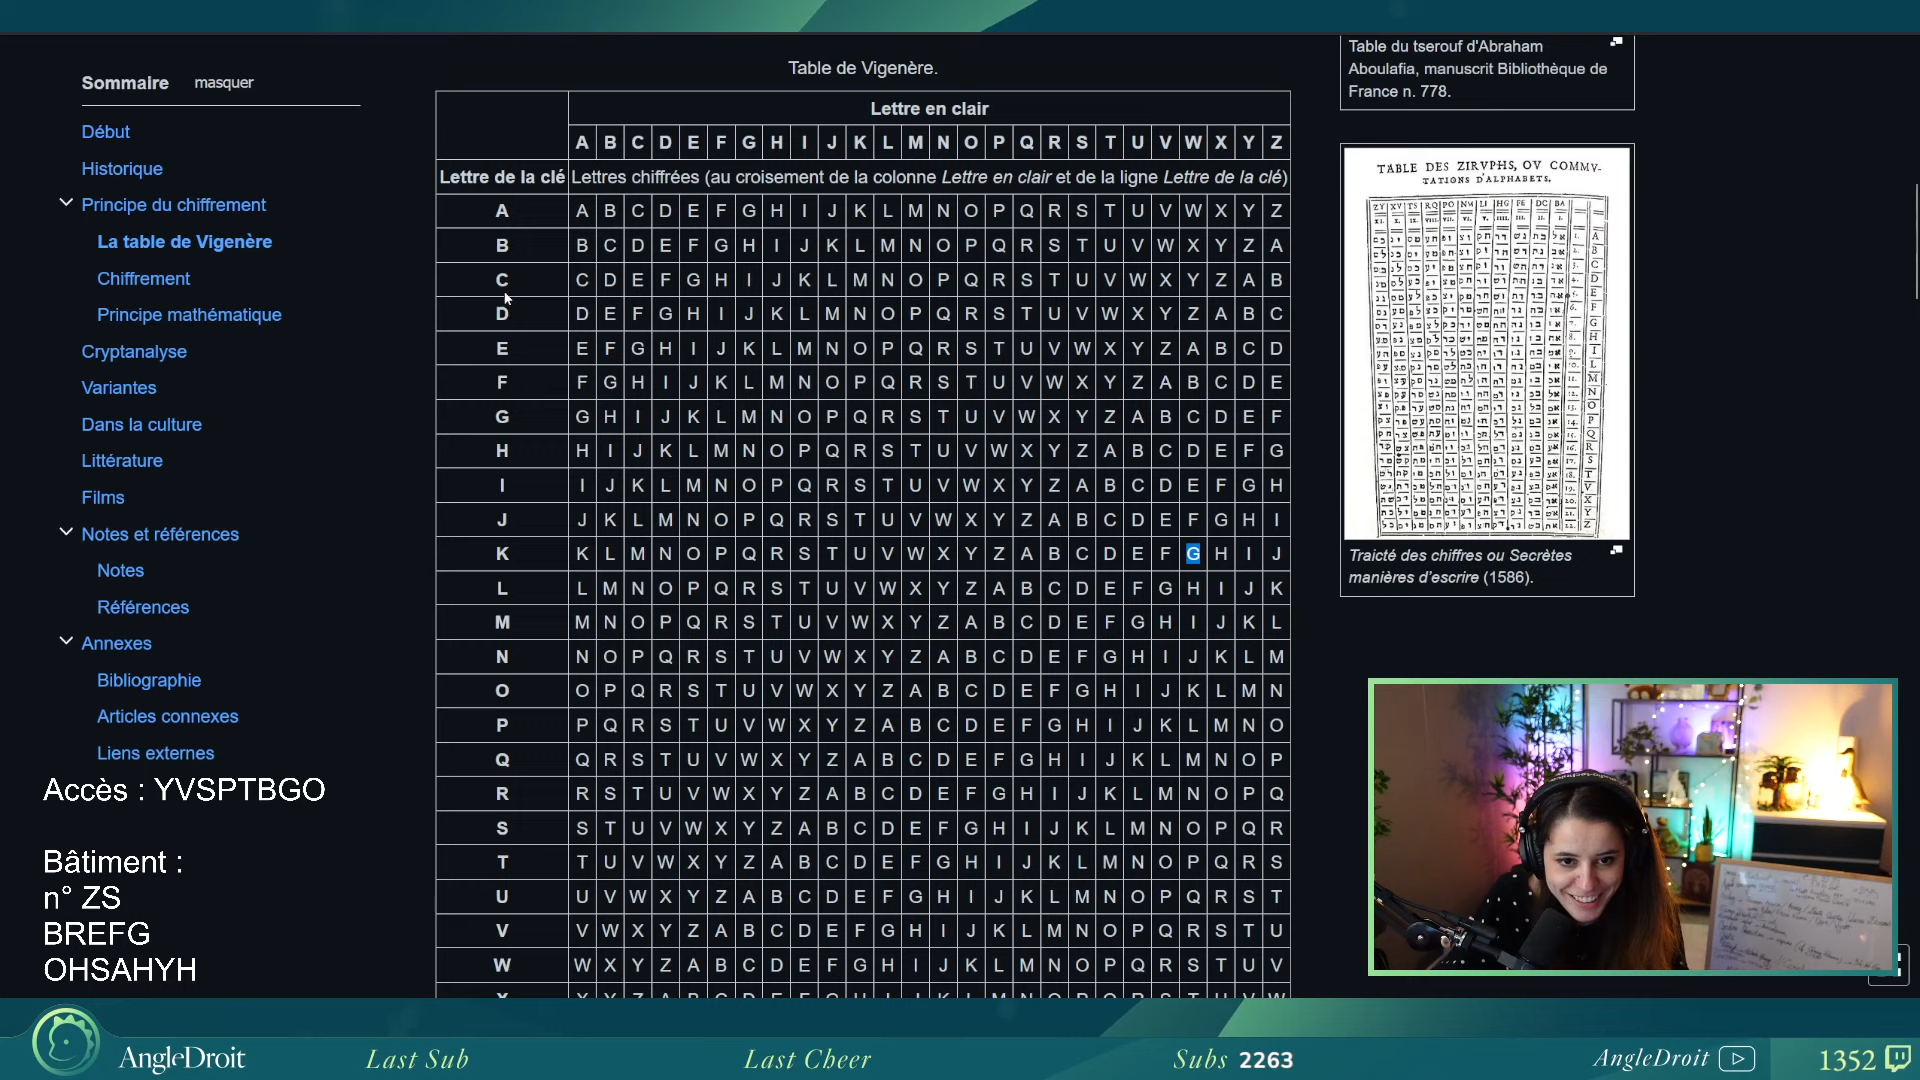 Sommaire masquer
Début
Historique
Principe du chiffrement
La table de Vigenère
Chiffrement
Principe mathématique
Cryptanalyse
Variantes
Dans la culture
Littérature
Films
Notes et références
Notes
Références
Annexes
Bibliographie
Articles connexes
Liens externes
Accès : YVSPTBGO
Bâtiment :
n° ZS
BREFG
OHSAHYH
Table de Vigenère.
Lettre en clair
A B C D E F G H I J K L M N O P Q R S T U V W X Y Z
Lettre de la clé Lettres chiffrées (au croisement de la colonne Lettre en clair et de la ligne Lettre de la clé)
A A B C D E F G H I J K L M N O P Q R S T U V W X Y Z
B B C D E F G H I J K L M N O P Q R S T U V W X Y Z A
C C D E F G H I J K L M N O P Q R S T U V W X Y Z A B
D D E F G H I J K L M N O P Q R S T U V W X Y Z A B C
E E F G H I J K L M N O P Q R S T U V W X Y Z A B C D
F F G H I J K L M N O P Q R S T U V W X Y Z A B C D E
G G H I J K L M N O P Q R S T U V W X Y Z A B C D E F
H H I J K L M N O P Q R S T U V W X Y Z A B C D E F G
I I J K L M N O P Q R S T U V W X Y Z A B C D E F G H
J J K L M N O P Q R S T U V W X Y Z A B C D E F G H I
K K L M N O P Q R S T U V W X Y Z A B C D E F G H I J
L L M N O P Q R S T U V W X Y Z A B C D E F G H I J K
M M N O P Q R S T U V W X Y Z A B C D E F G H I J K L
N N O P Q R S T U V W X Y Z A B C D E F G H I J K L M
O O P Q R S T U V W X Y Z A B C D E F G H I J K L M N
P P Q R S T U V W X Y Z A B C D E F G H I J K L M N O
Q Q R S T U V W X Y Z A B C D E F G H I J K L M N O P
R R S T U V W X Y Z A B C D E F G H I J K L M N O P Q
S S T U V W X Y Z A B C D E F G H I J K L M N O P Q R
T T U V W X Y Z A B C D E F G H I J K L M N O P Q R S
U U V W X Y Z A B C D E F G H I J K L M N O P Q R S T
V V W X Y Z A B C D E F G H I J K L M N O P Q R S T U
W W X Y Z A B C D E F G H I J K L M N O P Q R S T U V
Table du tserouf d'Abraham
Aboulafia, manuscrit Bibliothèque de
France n. 778.
TABLE DES ZIRVPHS, OV COMMV-
TATIONS D'ALPHABETS.
Traicté des chiffres ou Secrètes
manières d'escrire (1586).
AngleDroit
Last Sub
Last Cheer
Subs 2263
AngleDroit
1352